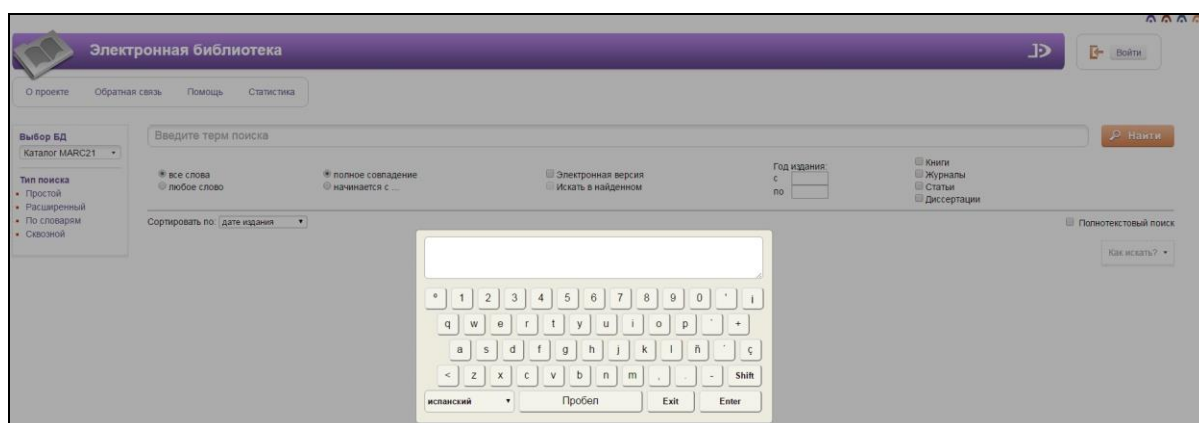 Электронная библиотека
Войти
О проекте Обратная связь Помощь Статистика
Выбор БД
Каталог MARC21
Тип поиска
Простой
Расширенный
По словарям
Сквозной
Введите терм поиска
Найти
все слова
любое слово
полное совпадение
начинается с ...
Электронная версия
Искать в найденном
Год издания:
с
по
Книги
Журналы
Статьи
Диссертации
Сортировать по: дате издания
Полнотекстовый поиск
Как искать?
º 1 2 3 4 5 6 7 8 9 0 ' ¡
q w e r t y u i o p ` +
a s d f g h j k l ñ ´ ç
< z x c v b n m , . - Shift
испанский Пробел Exit Enter